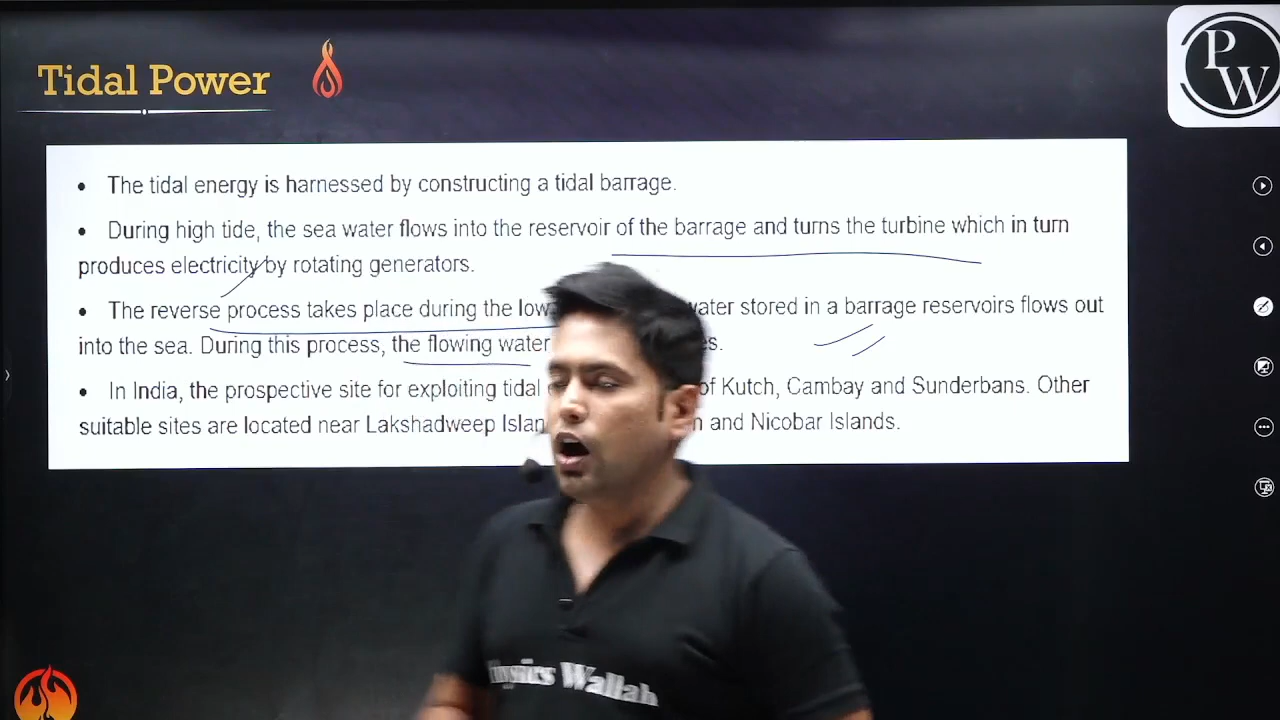 Tidal Power
P
W
• The tidal energy is harnessed by constructing a tidal barrage.
• During high tide, the sea water flows into the reservoir of the barrage and turns the turbine which in turn
produces electricity by rotating generators.
• The reverse process takes place during the low water stored in a barrage reservoirs flows out
into the sea. During this process, the flowing water
• In India, the prospective site for exploiting tidal of Kutch, Cambay and Sunderbans. Other
suitable sites are located near Lakshadweep and Nicobar Islands.
Wallah